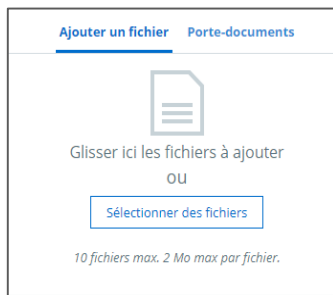 Ajouter un fichier Porte-documents
Glisser ici les fichiers à ajouter
ou
Sélectionner des fichiers
10 fichiers max. 2 Mo max par fichier.